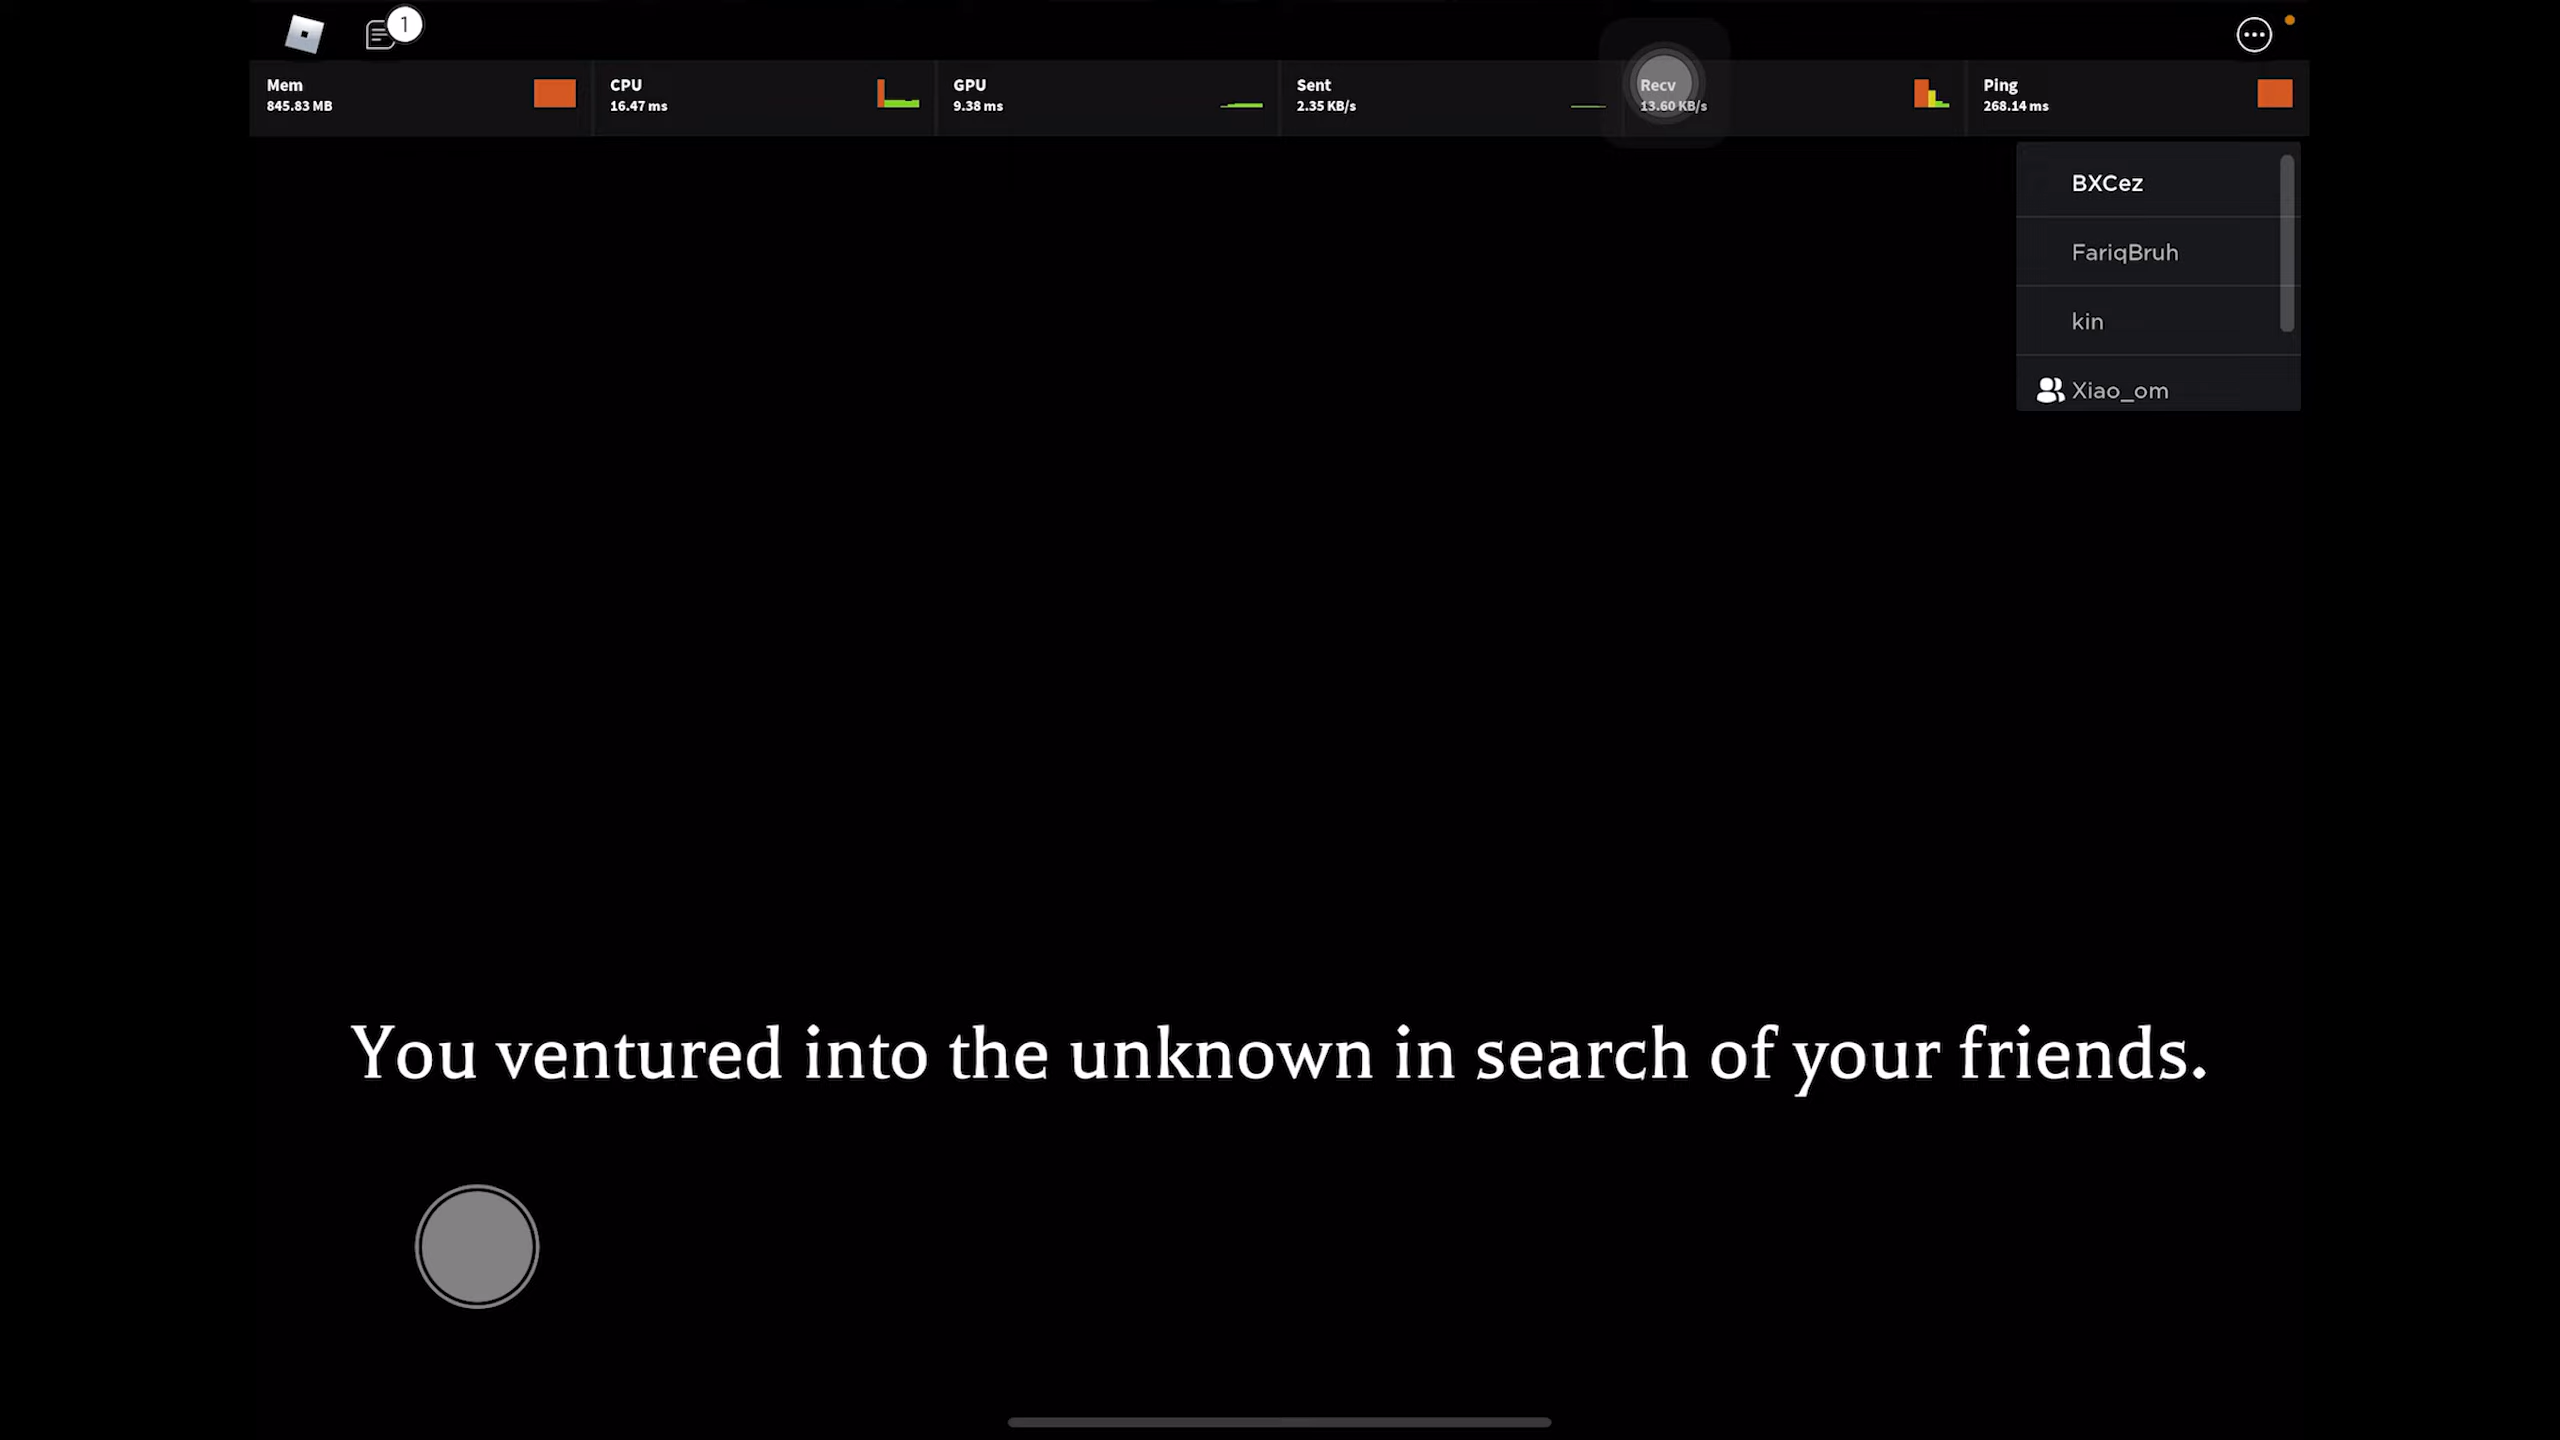 1
Mem
845.83 MB
CPU
16.47 ms
GPU
9.38 ms
Sent
2.35 KB/s
Recv
13.60 KB/s
Ping
268.14 ms
BXCez
FariqBruh
kin
Xiao_om
You ventured into the unknown in search of your friends.